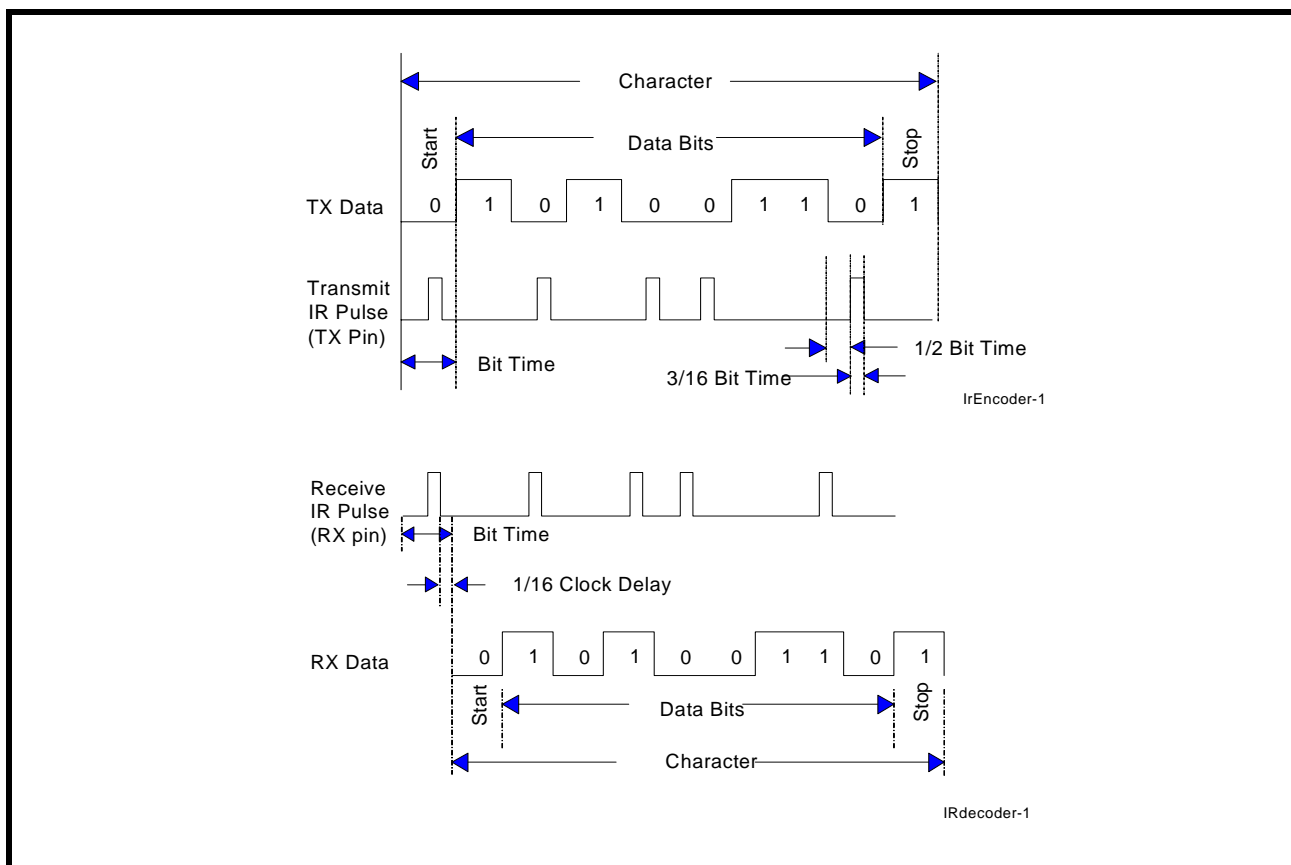 Character
Start
Data Bits
Stop
TX Data
0 1 0 1 0 0 1 1 0 1
Transmit
IR Pulse
(TX Pin)
Bit Time
1/2 Bit Time
3/16 Bit Time
IrEncoder-1
Receive
IR Pulse
(RX pin)
Bit Time
1/16 Clock Delay
RX Data
0 1 0 1 0 0 1 1 0 1
Start
Data Bits
Stop
Character
IRdecoder-1